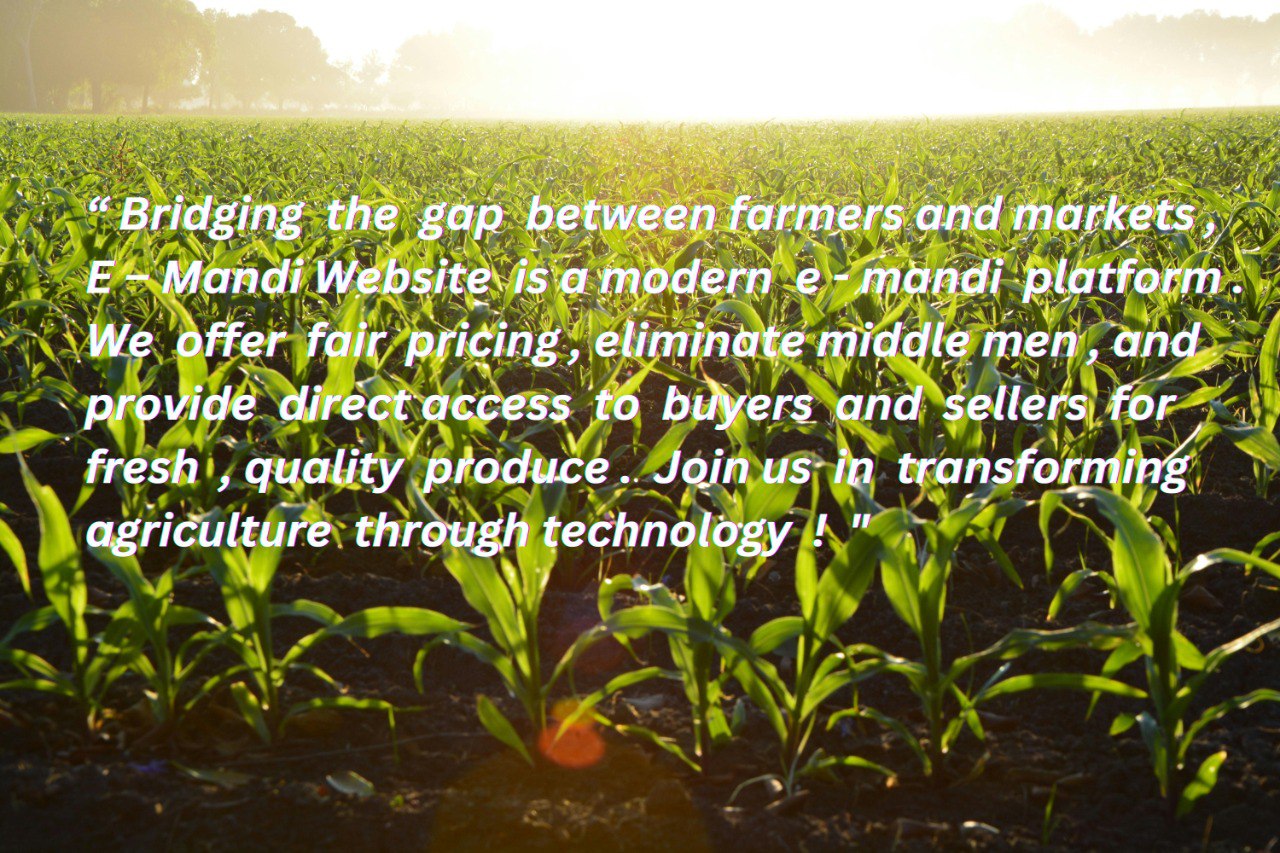 “ Bridging the gap between farmers and markets ,
E – Mandi Website is a modern e - mandi platform .
We offer fair pricing , eliminate middle men , and
provide direct access to buyers and sellers for
fresh , quality produce . Join us in transforming
agriculture through technology ! "